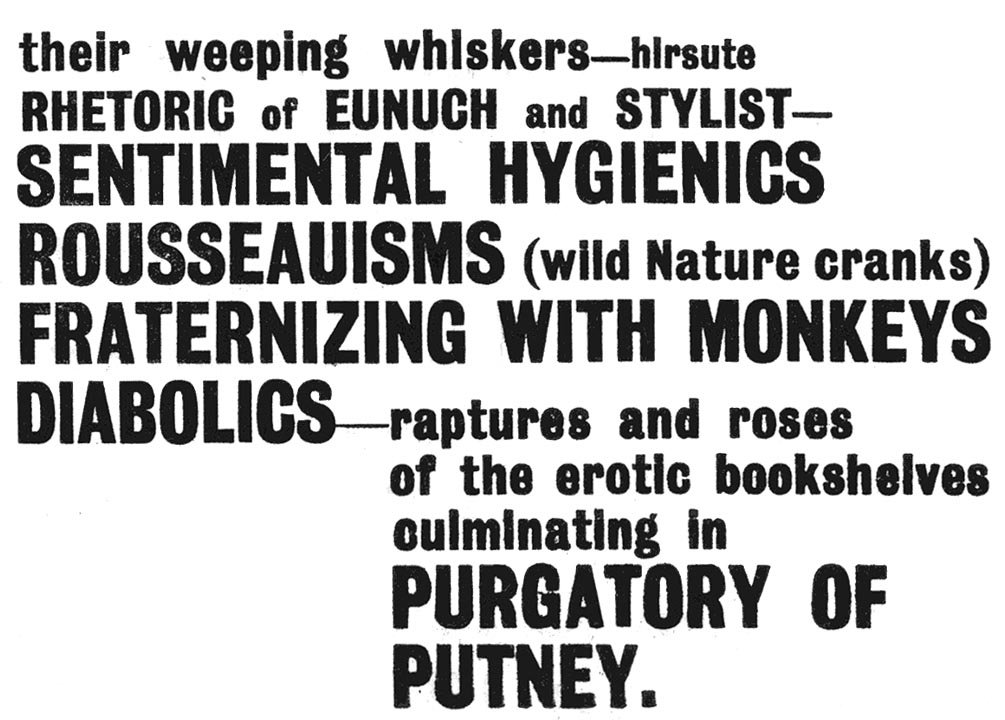 their weeping whiskers—hirsute
RHETORIC of EUNUCH and STYLIST—
SENTIMENTAL HYGIENICS
ROUSSEAUISMS (wild Nature cranks)
FRATERNIZING WITH MONKEYS
DIABOLICS—raptures and roses
of the erotic bookshelves
culminating in
PURGATORY OF
PUTNEY.